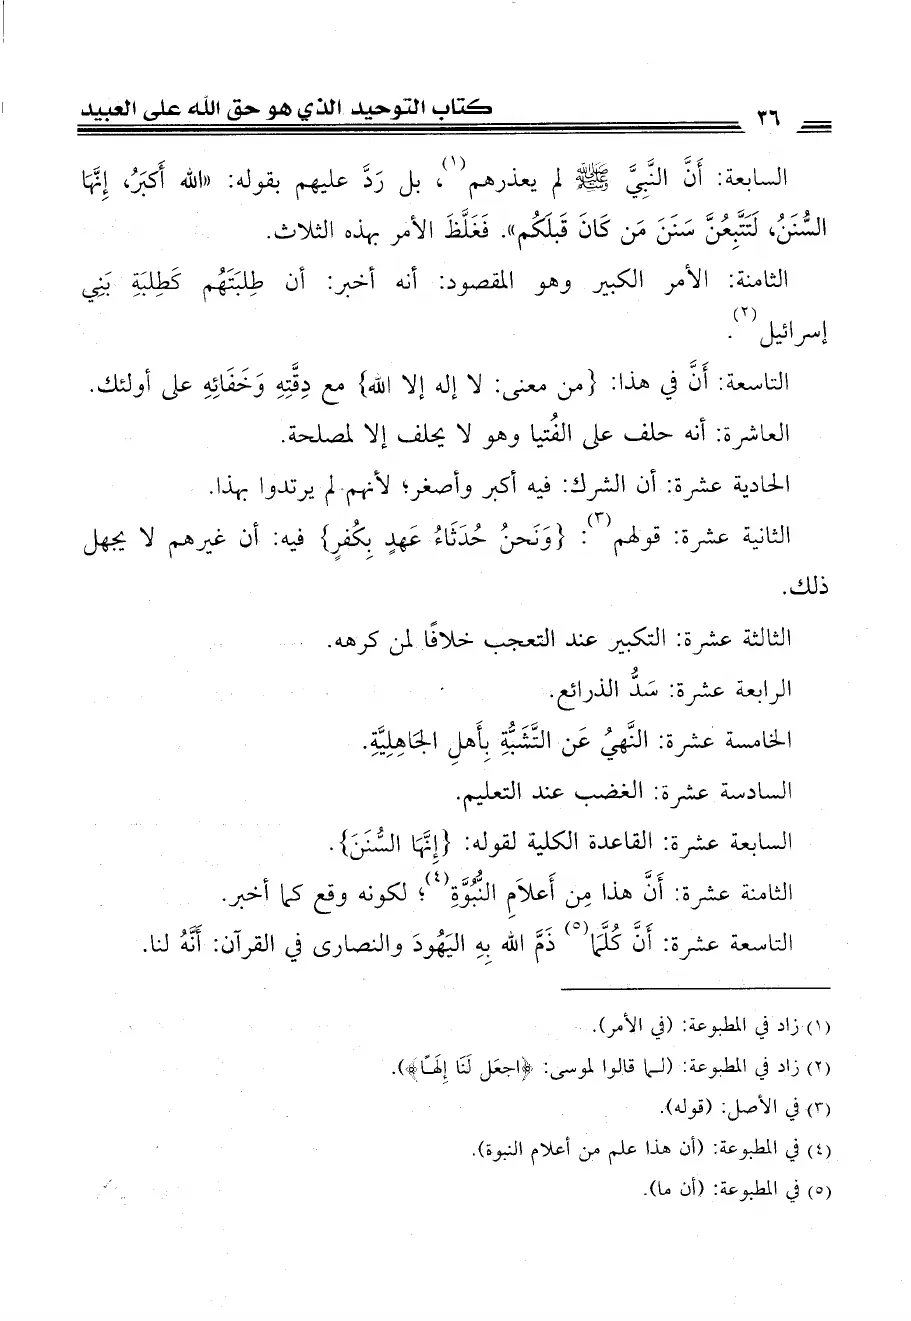 ٣٦ كتاب التوحيد الذي هو حق الله على العبيد
السابعة: أَنَّ النَّبِيَّ ﷺ لم يعذرهم(١)، بل رَدَّ عليهم بقوله: «الله أَكبَرُ، إِنَّهَا
السُّنَنُ، لَتَتَّبِعُنَّ سَنَنَ مَن كَانَ قَبلَكُم». فَغَلَّظَ الأمر بهذه الثلاث.
الثامنة: الأمر الكبير وهو المقصود: أنه أخبر: أن طِلبَتَهُم كَطِلبَةِ بَنِي
إسرائيل(٢).
التاسعة: أَنَّ في هذا: {من معنى: لا إله إلا الله} مع دِقَّتِهِ وَخَفَائِهِ على أولئك.
العاشرة: أنه حلف على الفُتيا وهو لا يحلف إلا لمصلحة.
الحادية عشرة: أن الشرك: فيه أكبر وأصغر؛ لأنهم لم يرتدوا بهذا.
الثانية عشرة: قولهم(٣): {وَنَحنُ حُدَثَاءُ عَهدٍ بِكُفرٍ} فيه: أن غيرهم لا يجهل
ذلك.
الثالثة عشرة: التكبير عند التعجب خلافًا لمن كرهه.
الرابعة عشرة: سَدُّ الذرائع.
الخامسة عشرة: النَّهيُ عَن التَّشَبُّهِ بِأَهلِ الجَاهِلِيَّةِ.
السادسة عشرة: الغضب عند التعليم.
السابعة عشرة: القاعدة الكلية لقوله: {إِنَّهَا السُّنَنَ}.
الثامنة عشرة: أَنَّ هذا مِن أَعلاَمِ النُّبُوَّةِ(٤)؛ لكونه وقع كما أخبر.
التاسعة عشرة: أَنَّ كُلَّمَا(٥) ذَمَّ الله بِهِ اليَهُودَ والنصارى في القرآن: أَنَّهُ لنا.
(١) زاد في المطبوعة: (في الأمر).
(٢) زاد في المطبوعة: (لـما قالوا لموسى: ﴿اجعَل لَنَا إِلَهًا﴾).
(٣) في الأصل: (قوله).
(٤) في المطبوعة: (أن هذا علم من أعلام النبوة).
(٥) في المطبوعة: (أن ما).